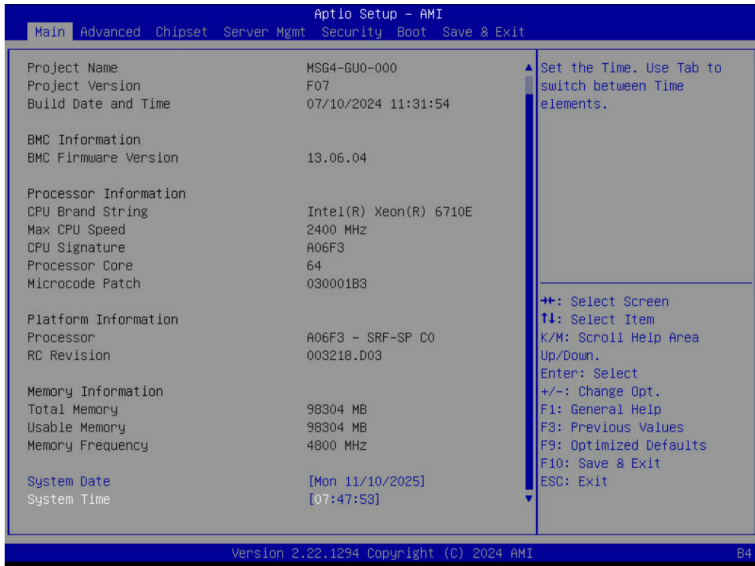 Aptio Setup – AMI
Main Advanced Chipset Server Mgmt Security Boot Save & Exit
Project Name MSG4-GU0-000
Project Version F07
Build Date and Time 07/10/2024 11:31:54
BMC Information
BMC Firmware Version 13.06.04
Processor Information
CPU Brand String Intel(R) Xeon(R) 6710E
Max CPU Speed 2400 MHz
CPU Signature A06F3
Processor Core 64
Microcode Patch 030001B3
Platform Information
Processor A06F3 - SRF-SP C0
RC Revision 003218.D03
Memory Information
Total Memory 98304 MB
Usable Memory 98304 MB
Memory Frequency 4800 MHz
System Date [Mon 11/10/2025]
System Time [07:47:53]
Set the Time. Use Tab to
switch between Time
elements.
→←: Select Screen
↑↓: Select Item
K/M: Scroll Help Area
Up/Down.
Enter: Select
+/-: Change Opt.
F1: General Help
F3: Previous Values
F9: Optimized Defaults
F10: Save & Exit
ESC: Exit
Version 2.22.1294 Copyright (C) 2024 AMI
B4